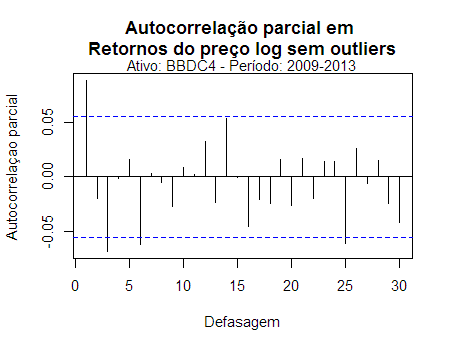 Autocorrelação parcial em
Retornos do preço log sem outliers
Ativo: BBDC4 - Período: 2009-2013
Autocorrelaçao parcial
0.05
0.00
-0.05
0 5 10 15 20 25 30
Defasagem